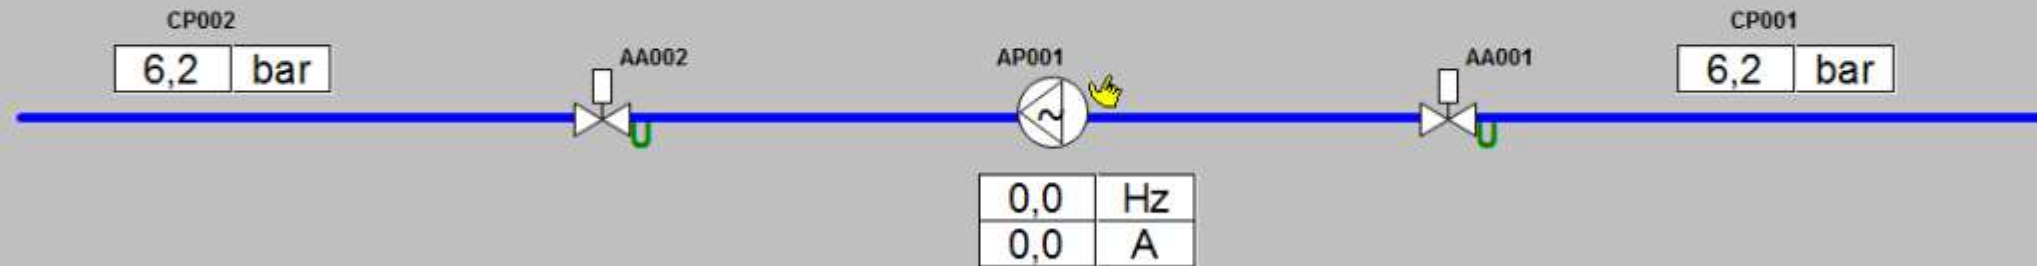 CP002
6,2 bar
AA002
U
AP001
~
0,0 Hz
0,0 A
AA001
U
CP001
6,2 bar